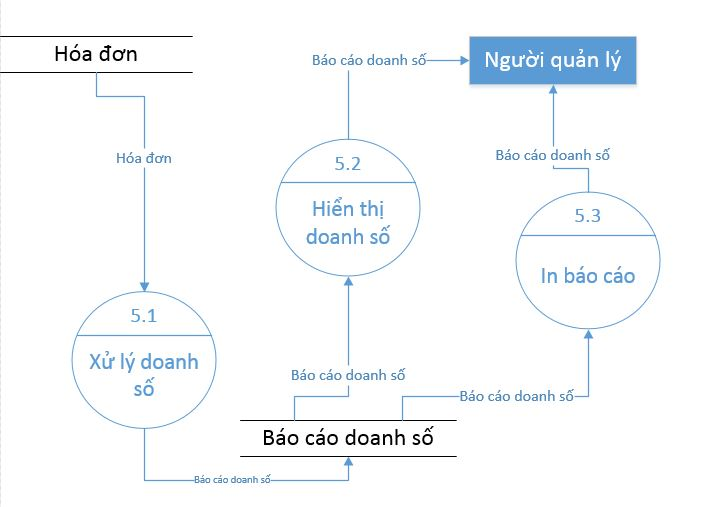 Hóa đơn
Báo cáo doanh số
Người quản lý
Hóa đơn
5.2
Hiển thị
doanh số
Báo cáo doanh số
5.3
In báo cáo
5.1
Xử lý doanh
số
Báo cáo doanh số
Báo cáo doanh số
Báo cáo doanh số
Báo cáo doanh số